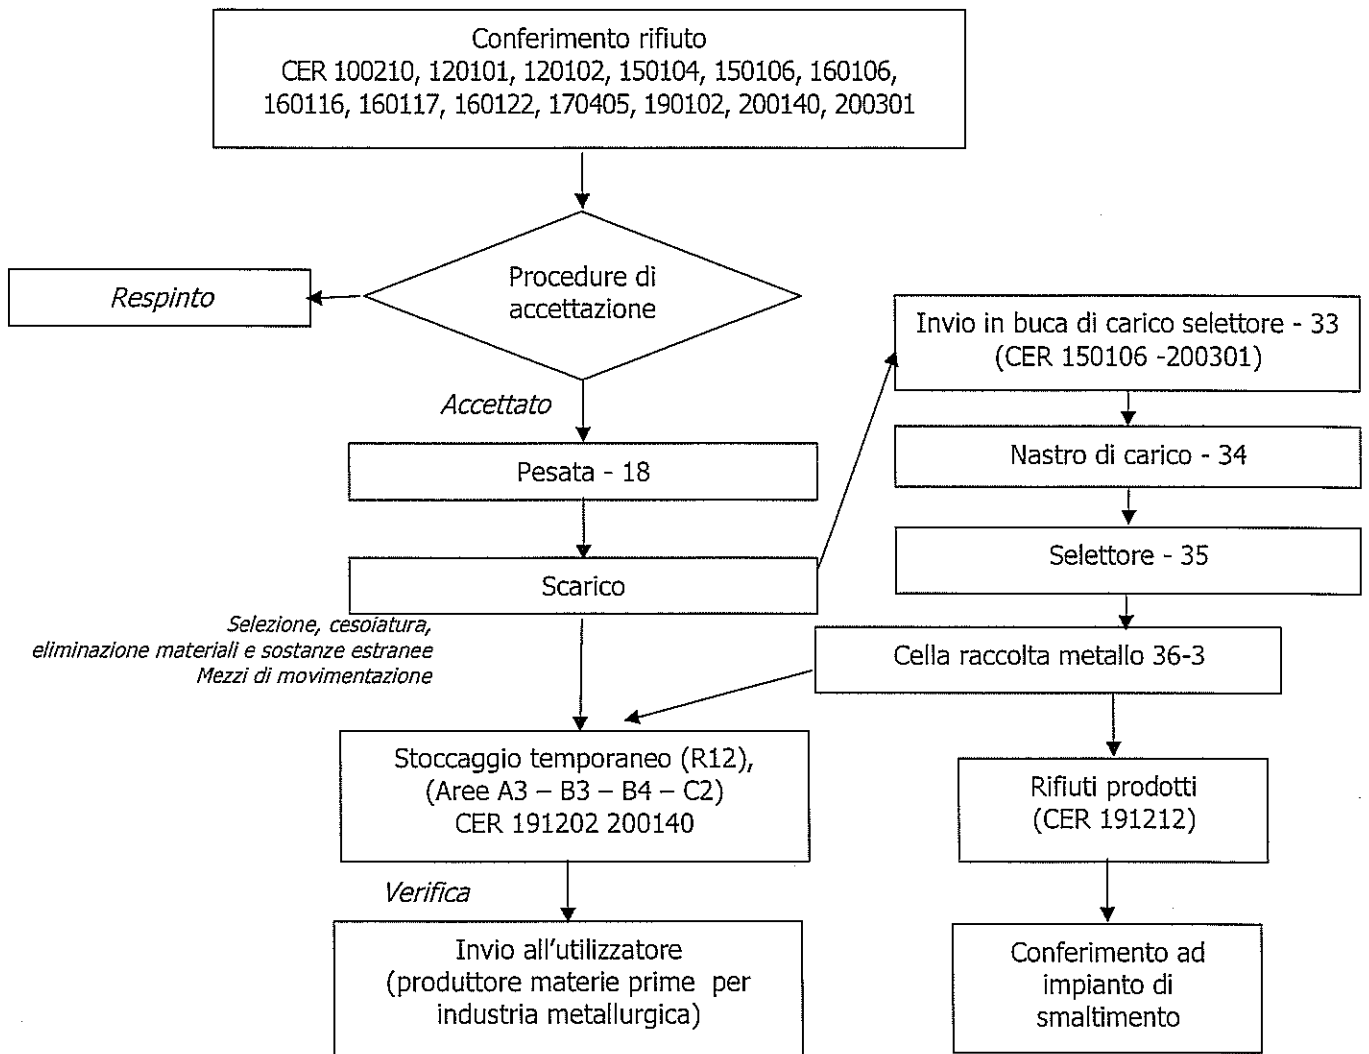 Conferimento rifiuto
CER 100210, 120101, 120102, 150104, 150106, 160106,
160116, 160117, 160122, 170405, 190102, 200140, 200301
Procedure di
accettazione
Respinto
Accettato
Pesata - 18
Scarico
Invio in buca di carico selettore - 33
(CER 150106 -200301)
Nastro di carico - 34
Selettore - 35
Cella raccolta metallo 36-3
Selezione, cesoiatura,
eliminazione materiali e sostanze estranee
Mezzi di movimentazione
Stoccaggio temporaneo (R12),
(Aree A3 – B3 – B4 – C2)
CER 191202 200140
Rifiuti prodotti
(CER 191212)
Verifica
Invio all'utilizzatore
(produttore materie prime per
industria metallurgica)
Conferimento ad
impianto di
smaltimento